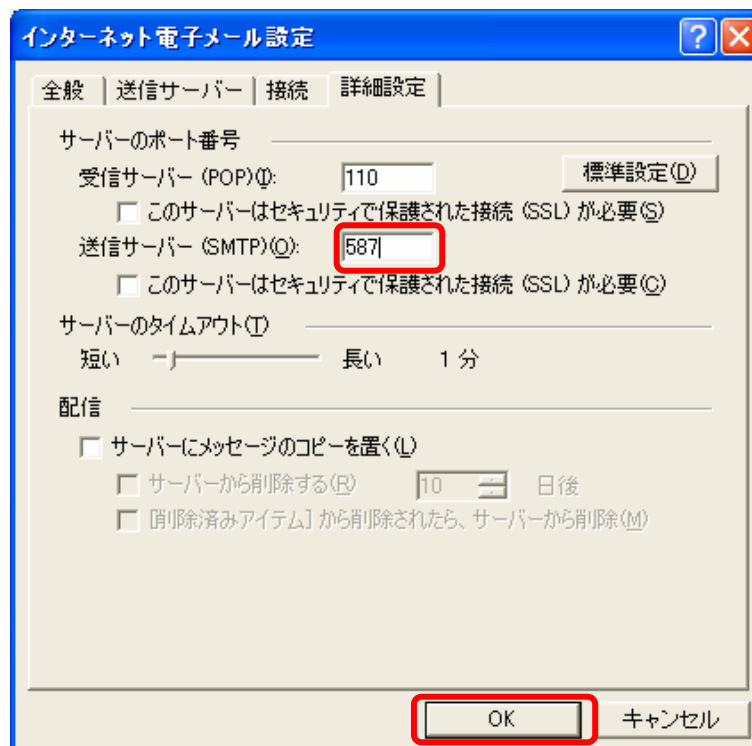 インターネット電子メール設定
全般 送信サーバー 接続 詳細設定
サーバーのポート番号
受信サーバー (POP)(I): 110 標準設定(D)
このサーバーはセキュリティで保護された接続 (SSL) が必要(S)
送信サーバー (SMTP)(O): 587
このサーバーはセキュリティで保護された接続 (SSL) が必要(C)
サーバーのタイムアウト(T)
短い 長い 1 分
配信
サーバーにメッセージのコピーを置く(L)
サーバーから削除する(R) 10 日後
[削除済みアイテム] から削除されたら、サーバーから削除(M)
OK キャンセル